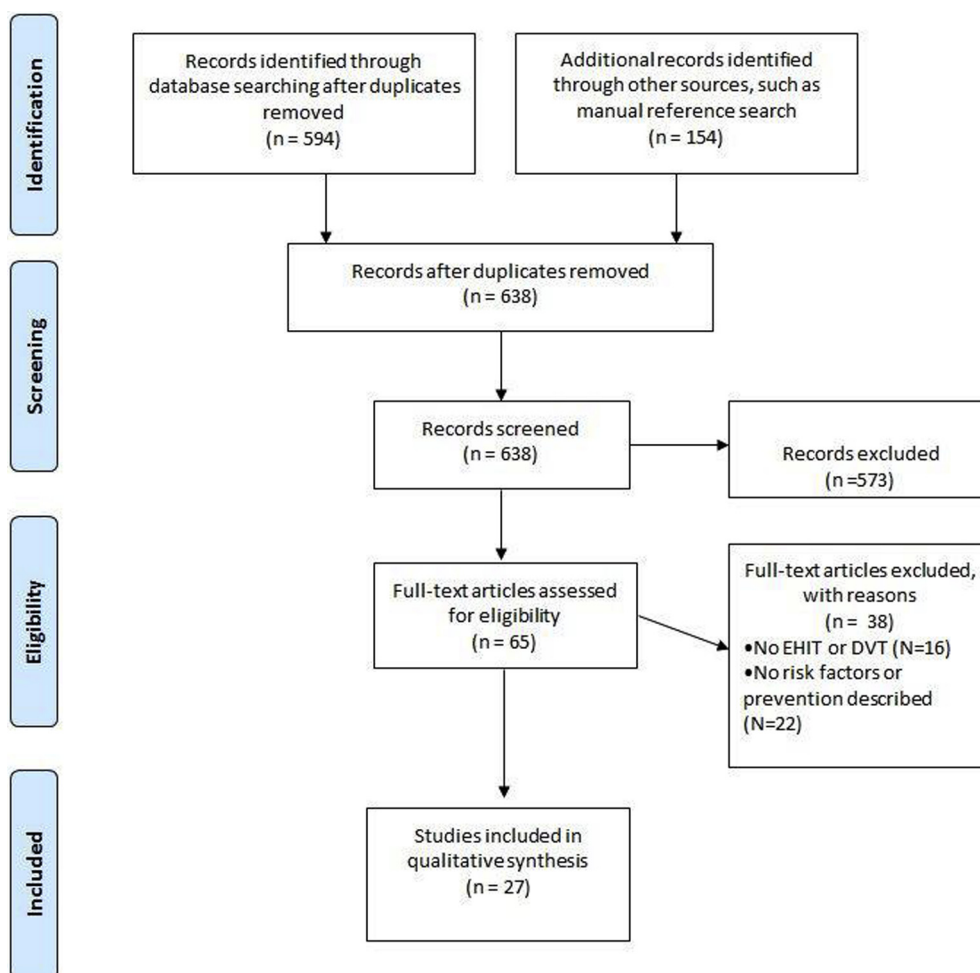 Identification
Records identified through
database searching after duplicates
removed
(n = 594)
Additional records identified
through other sources, such as
manual reference search
(n = 154)
Screening
Records after duplicates removed
(n = 638)
Records screened
(n = 638)
Records excluded
(n =573)
Eligibility
Full-text articles assessed
for eligibility
(n = 65)
Full-text articles excluded,
with reasons
(n = 38)
•No EHIT or DVT (N=16)
•No risk factors or
prevention described
(N=22)
Included
Studies included in
qualitative synthesis
(n = 27)